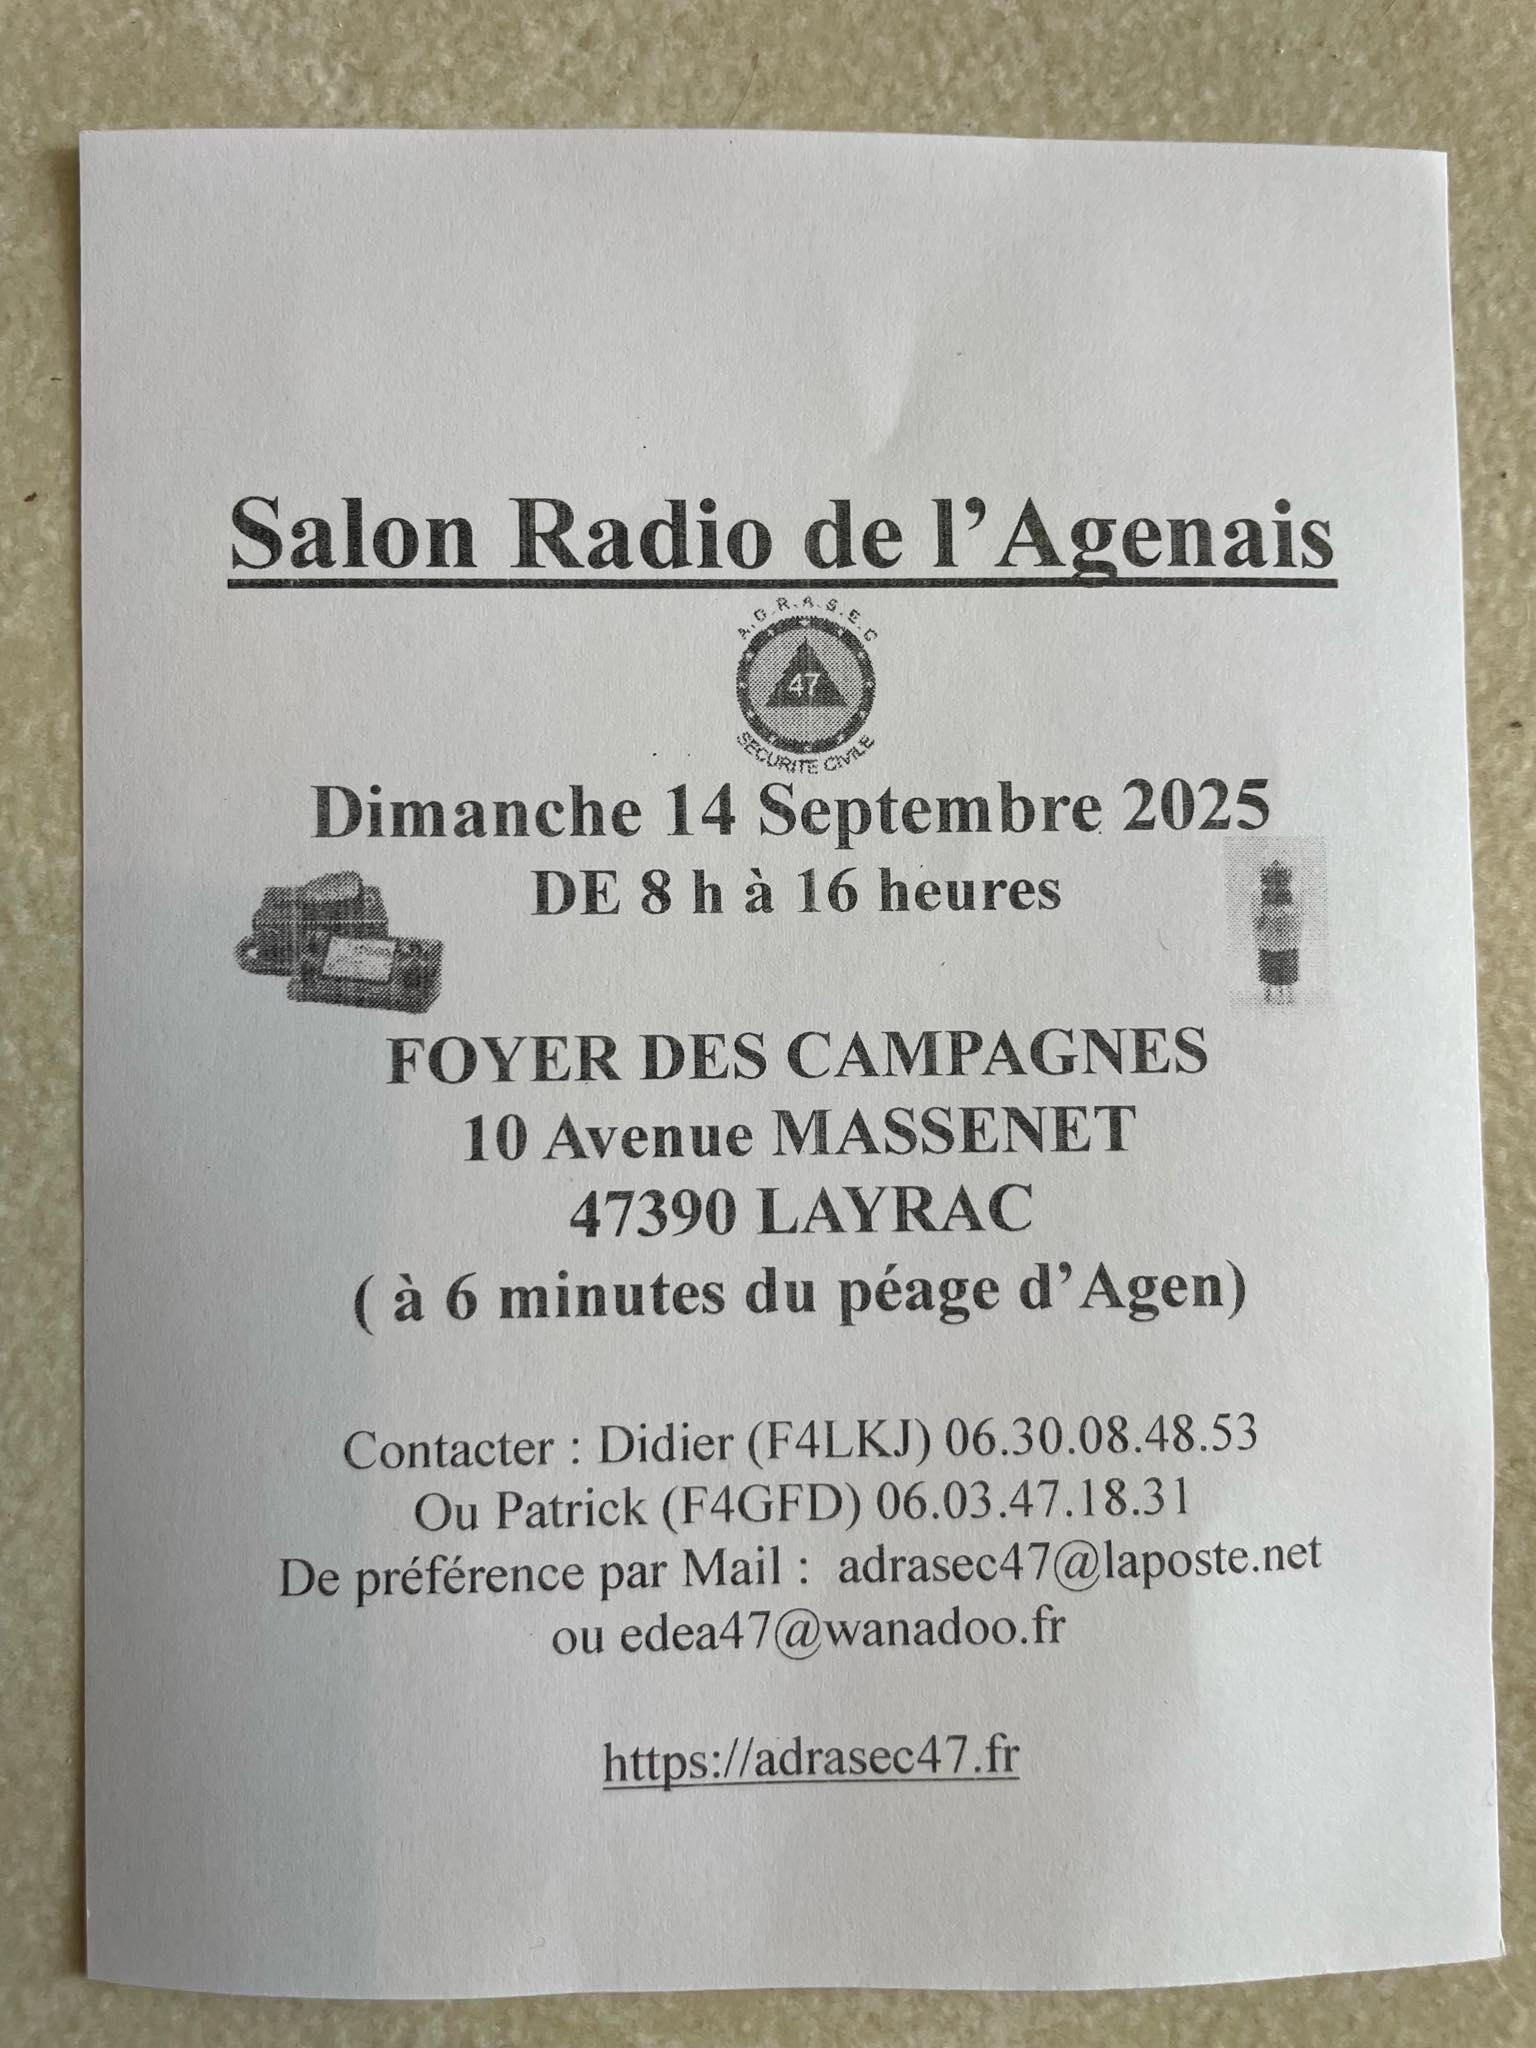 Salon Radio de l’Agenais
A.D.R.A.S.E.C
47
SECURITE CIVILE
Dimanche 14 Septembre 2025
DE 8 h à 16 heures
FOYER DES CAMPAGNES
10 Avenue MASSENET
47390 LAYRAC
( à 6 minutes du péage d’Agen)
Contacter : Didier (F4LKJ) 06.30.08.48.53
Ou Patrick (F4GFD) 06.03.47.18.31
De préférence par Mail : adrasec47@laposte.net
ou edea47@wanadoo.fr
https://adrasec47.fr